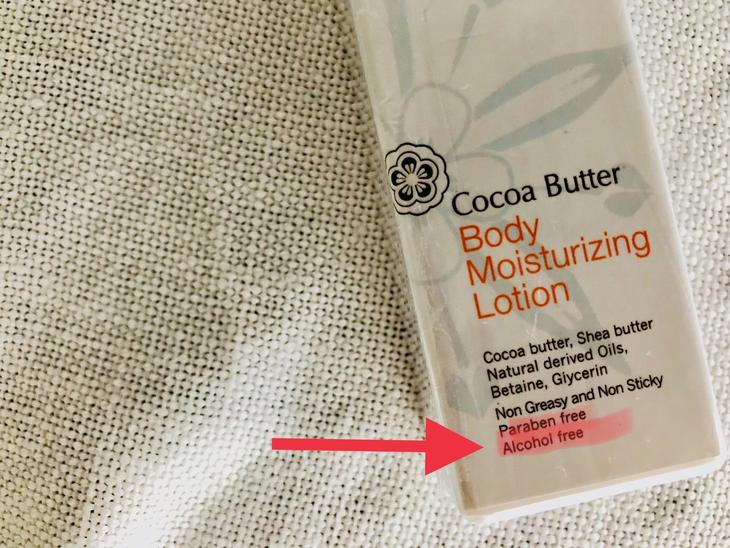 Cocoa Butter
Body
Moisturizing
Lotion
Cocoa butter, Shea butter
Natural derived Oils,
Betaine, Glycerin
Non Greasy and Non Sticky
Paraben free
Alcohol free